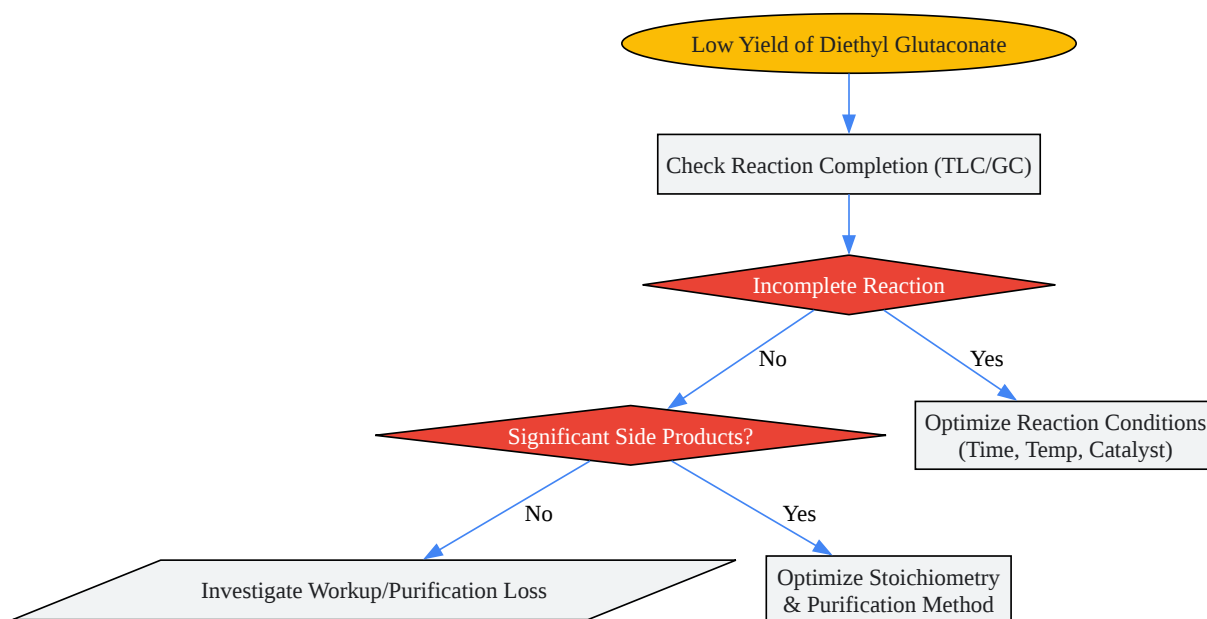 Low Yield of Diethyl Glutaconate
Check Reaction Completion (TLC/GC)
Incomplete Reaction
No
Yes
Significant Side Products?
Optimize Reaction Conditions
(Time, Temp, Catalyst)
No
Yes
Investigate Workup/Purification Loss
Optimize Stoichiometry
& Purification Method